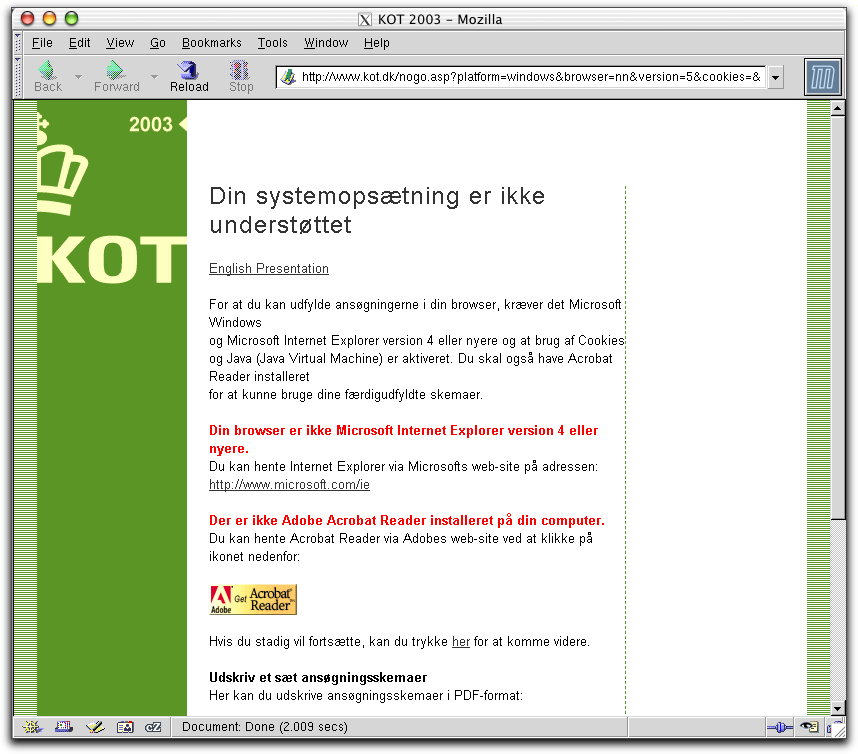 KOT 2003 – Mozilla
File Edit View Go Bookmarks Tools Window Help
Back Forward Reload Stop http://www.kot.dk/nogo.asp?platform=windows&browser=nn&version=5&cookies=&
2003
KOT
Din systemopsætning er ikke
understøttet
English Presentation
For at du kan udfylde ansøgningerne i din browser, kræver det Microsoft
Windows
og Microsoft Internet Explorer version 4 eller nyere og at brug af Cookies
og Java (Java Virtual Machine) er aktiveret. Du skal også have Acrobat
Reader installeret
for at kunne bruge dine færdigudfyldte skemaer.
Din browser er ikke Microsoft Internet Explorer version 4 eller
nyere.
Du kan hente Internet Explorer via Microsofts web-site på adressen:
http://www.microsoft.com/ie
Der er ikke Adobe Acrobat Reader installeret på din computer.
Du kan hente Acrobat Reader via Adobes web-site ved at klikke på
ikonet nedenfor:
Adobe Get Acrobat Reader
Hvis du stadig vil fortsætte, kan du trykke her for at komme videre.
Udskriv et sæt ansøgningsskemaer
Her kan du udskrive ansøgningsskemaer i PDF-format:
Document: Done (2.009 secs)